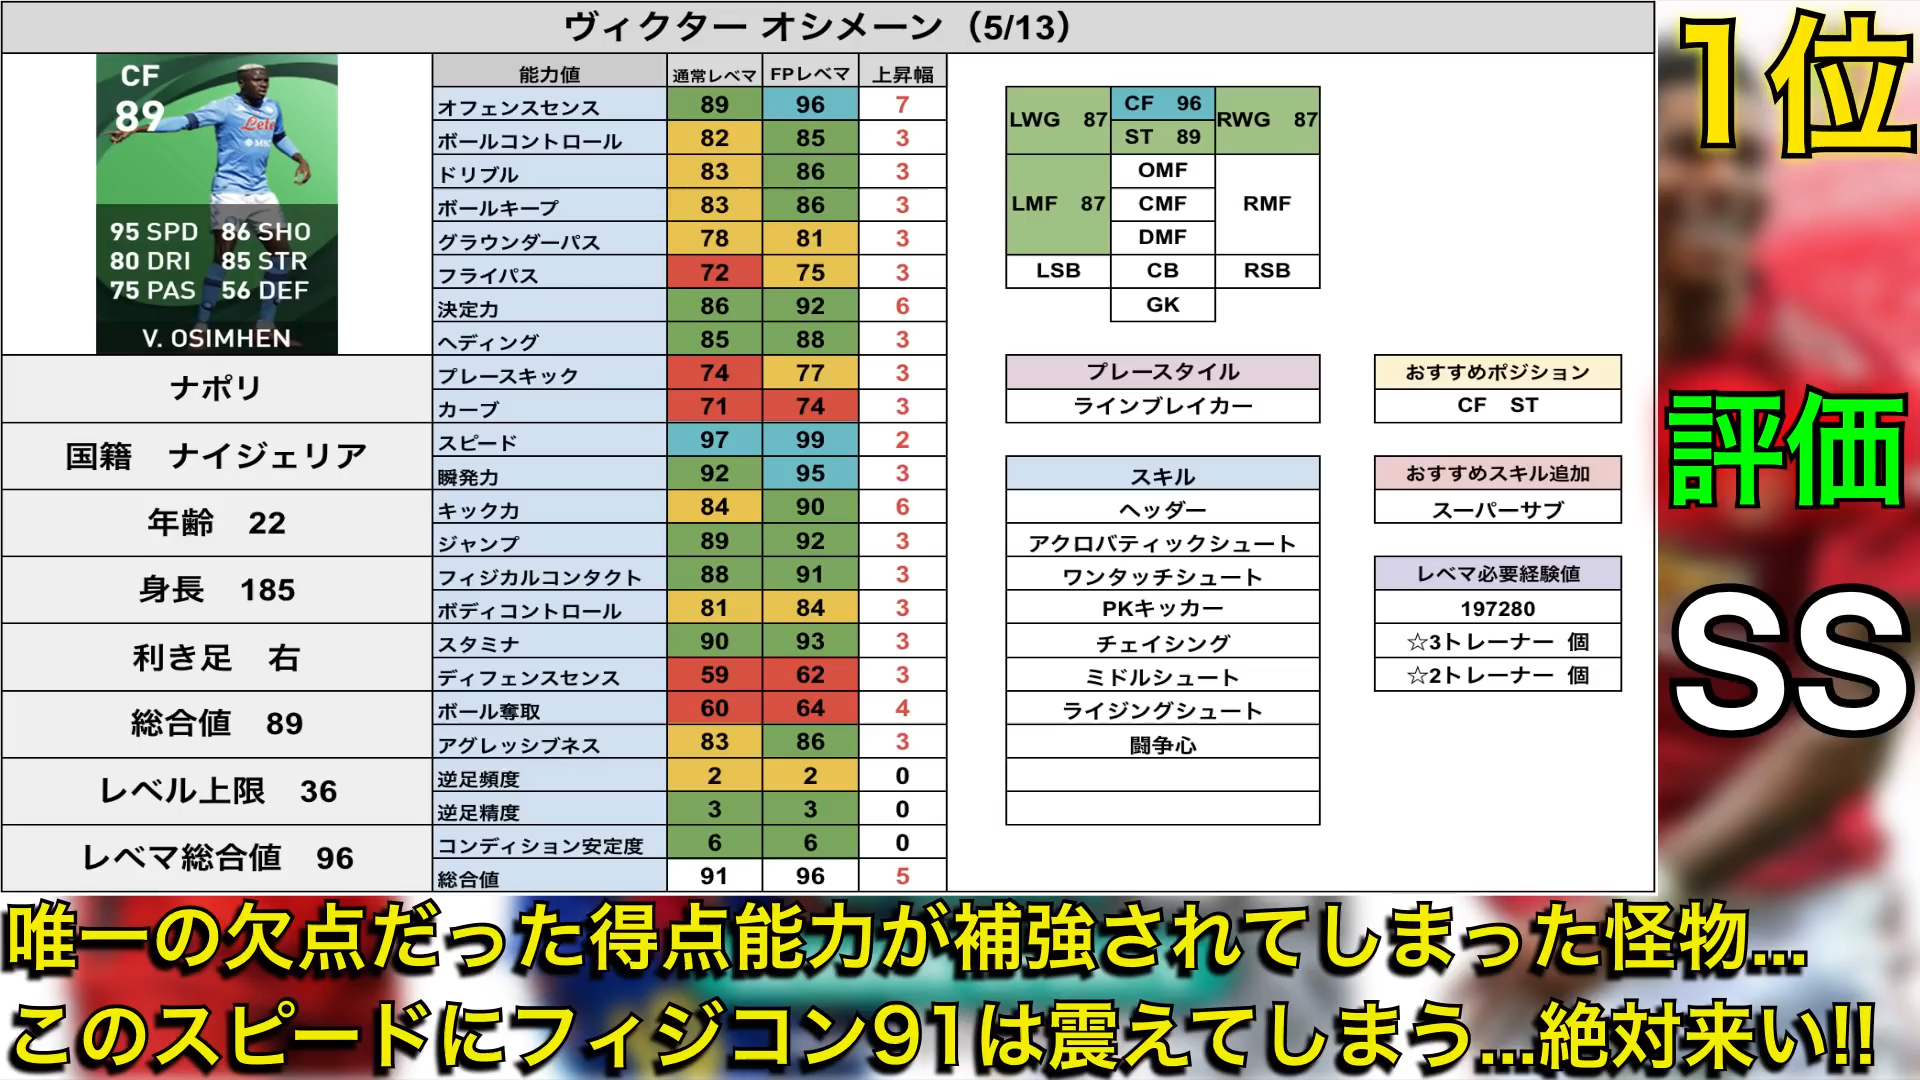 ヴィクター オシメーン（5/13）
CF
89
95 SPD 86 SHO
80 DRI 85 STR
75 PAS 56 DEF
V. OSIMHEN
ナポリ
国籍　ナイジェリア
年齢　22
身長　185
利き足　右
総合値　89
レベル上限　36
レベマ総合値　96
能力値 通常レベマ FPレベマ 上昇幅
オフェンスセンス 89 96 7
ボールコントロール 82 85 3
ドリブル 83 86 3
ボールキープ 83 86 3
グラウンダーパス 78 81 3
フライパス 72 75 3
決定力 86 92 6
ヘディング 85 88 3
プレースキック 74 77 3
カーブ 71 74 3
スピード 97 99 2
瞬発力 92 95 3
キック力 84 90 6
ジャンプ 89 92 3
フィジカルコンタクト 88 91 3
ボディコントロール 81 84 3
スタミナ 90 93 3
ディフェンスセンス 59 62 3
ボール奪取 60 64 4
アグレッシブネス 83 86 3
逆足頻度 2 2 0
逆足精度 3 3 0
コンディション安定度 6 6 0
総合値 91 96 5
LWG 87 CF 96 RWG 87
ST 89
OMF
LMF 87 CMF RMF
DMF
LSB CB RSB
GK
プレースタイル
ラインブレイカー
スキル
ヘッダー
アクロバティックシュート
ワンタッチシュート
PKキッカー
チェイシング
ミドルシュート
ライジングシュート
闘争心
おすすめポジション
CF　ST
おすすめスキル追加
スーパーサブ
レベマ必要経験値
197280
☆3トレーナー 個
☆2トレーナー 個
1位
評価
SS
唯一の欠点だった得点能力が補強されてしまった怪物...
このスピードにフィジコン91は震えてしまう...絶対来い!!